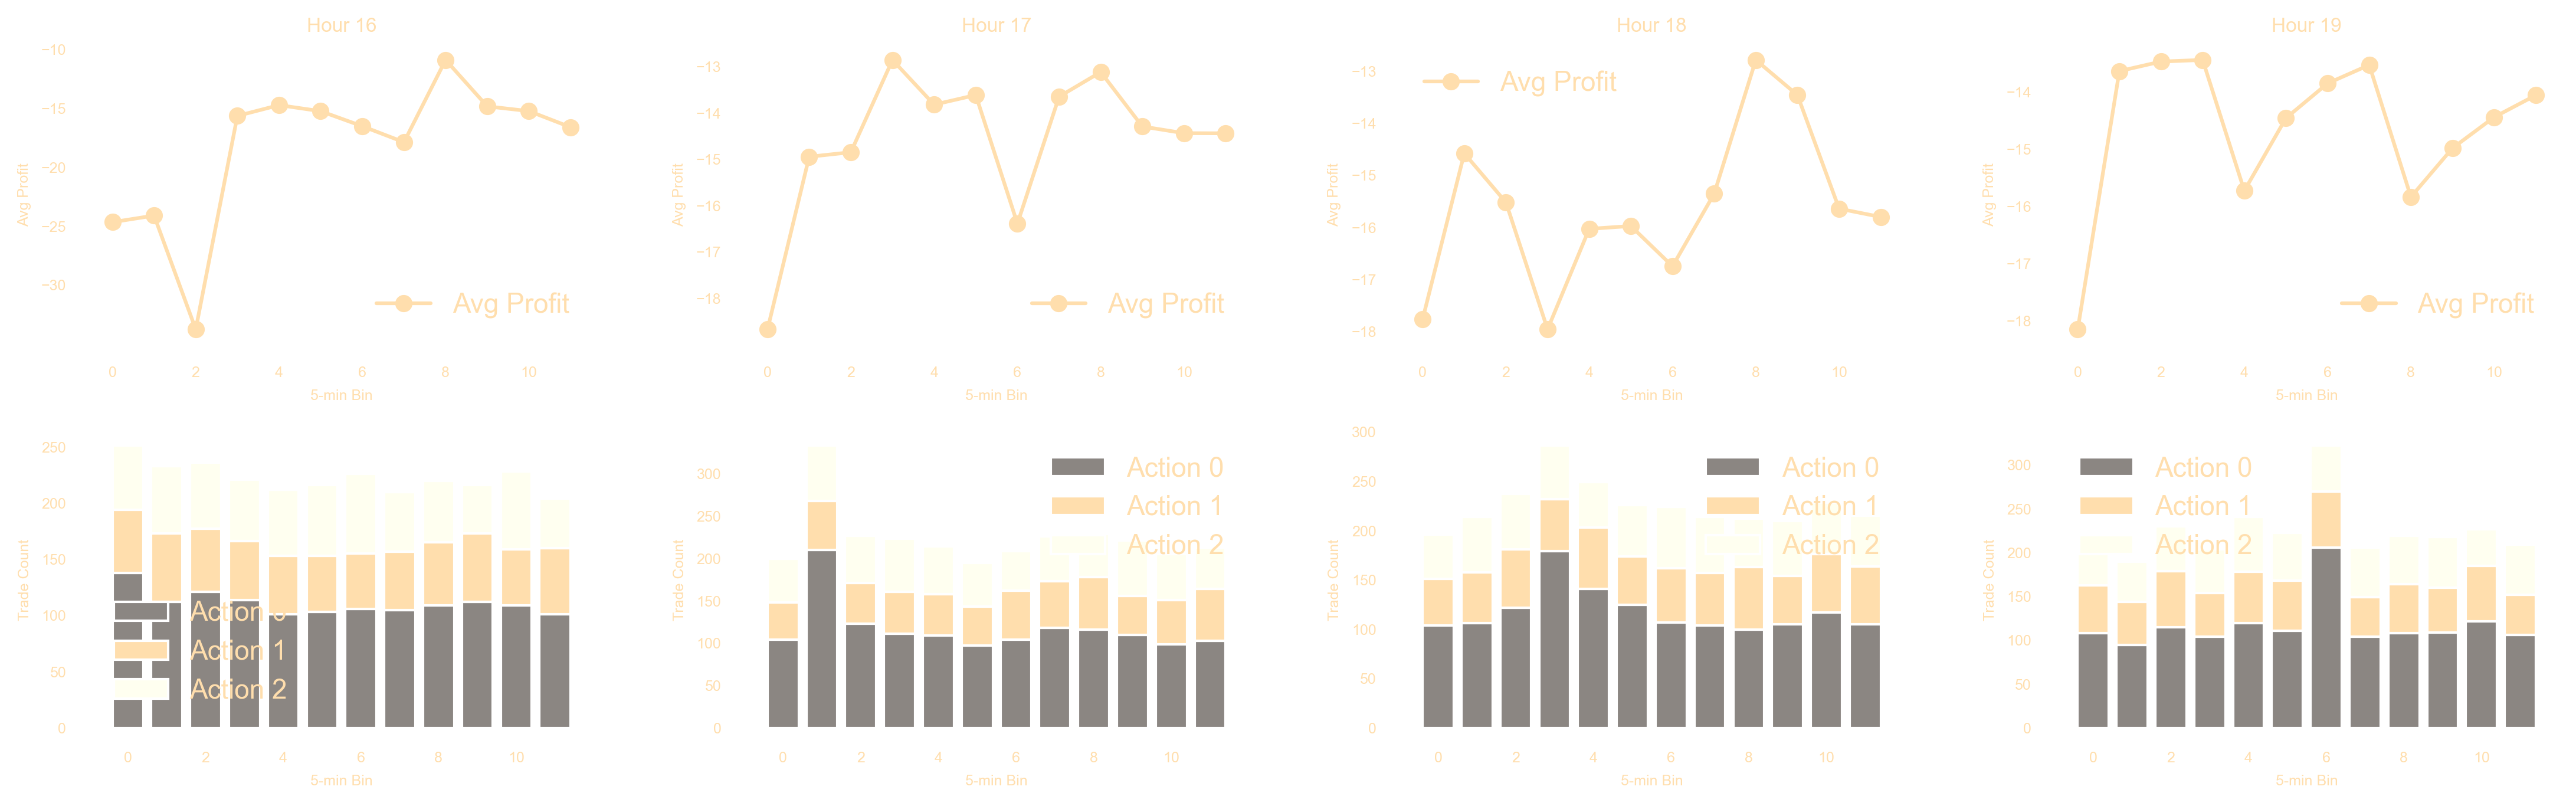 Hour 16
−10
−15
−20
−25
−30
Avg Profit
Avg Profit
0 2 4 6 8 10
5-min Bin
Hour 17
−13
−14
−15
−16
−17
−18
Avg Profit
Avg Profit
0 2 4 6 8 10
5-min Bin
Hour 18
−13
−14
−15
−16
−17
−18
Avg Profit
Avg Profit
0 2 4 6 8 10
5-min Bin
Hour 19
−14
−15
−16
−17
−18
Avg Profit
Avg Profit
0 2 4 6 8 10
5-min Bin
250
200
150
100
50
0
Trade Count
Action 0
Action 1
Action 2
0 2 4 6 8 10
5-min Bin
300
250
200
150
100
50
0
Trade Count
Action 0
Action 1
Action 2
0 2 4 6 8 10
5-min Bin
300
250
200
150
100
50
0
Trade Count
Action 0
Action 1
Action 2
0 2 4 6 8 10
5-min Bin
300
250
200
150
100
50
0
Trade Count
Action 0
Action 1
Action 2
0 2 4 6 8 10
5-min Bin